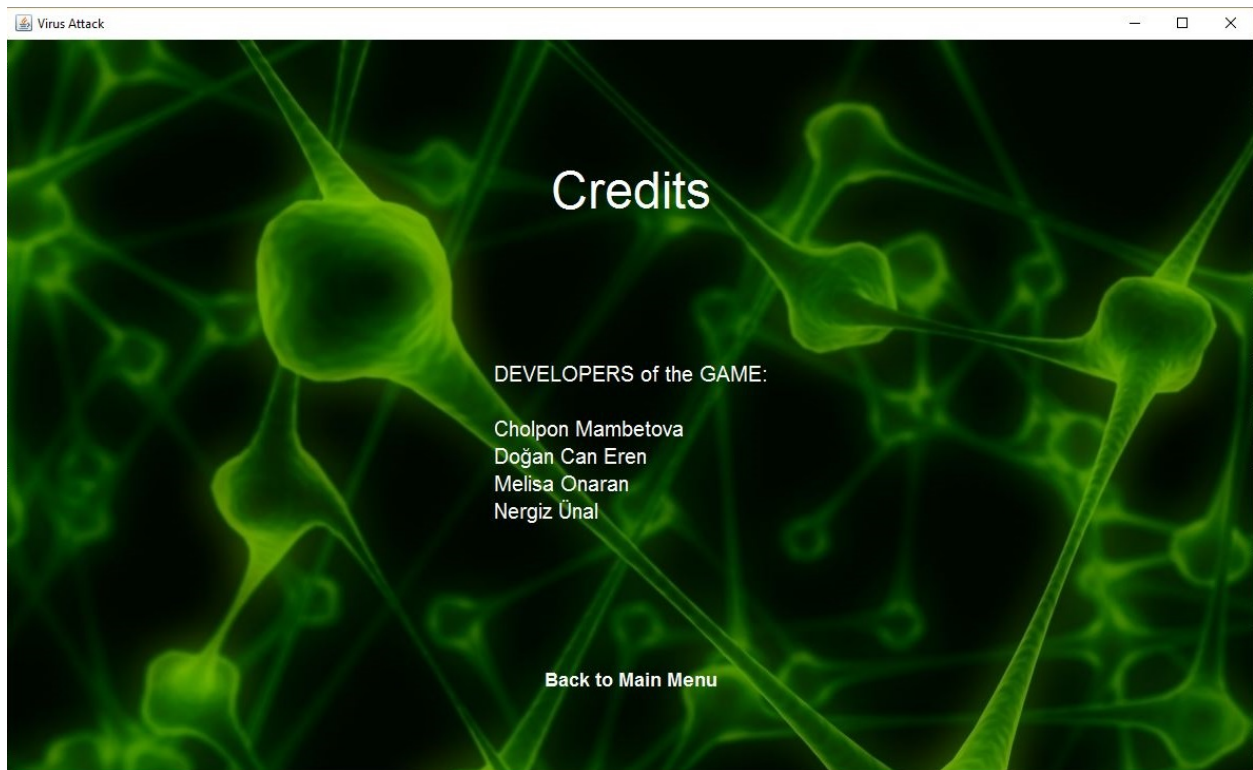 Virus Attack
Credits
DEVELOPERS of the GAME:
Cholpon Mambetova
Doğan Can Eren
Melisa Onaran
Nergiz Ünal
Back to Main Menu